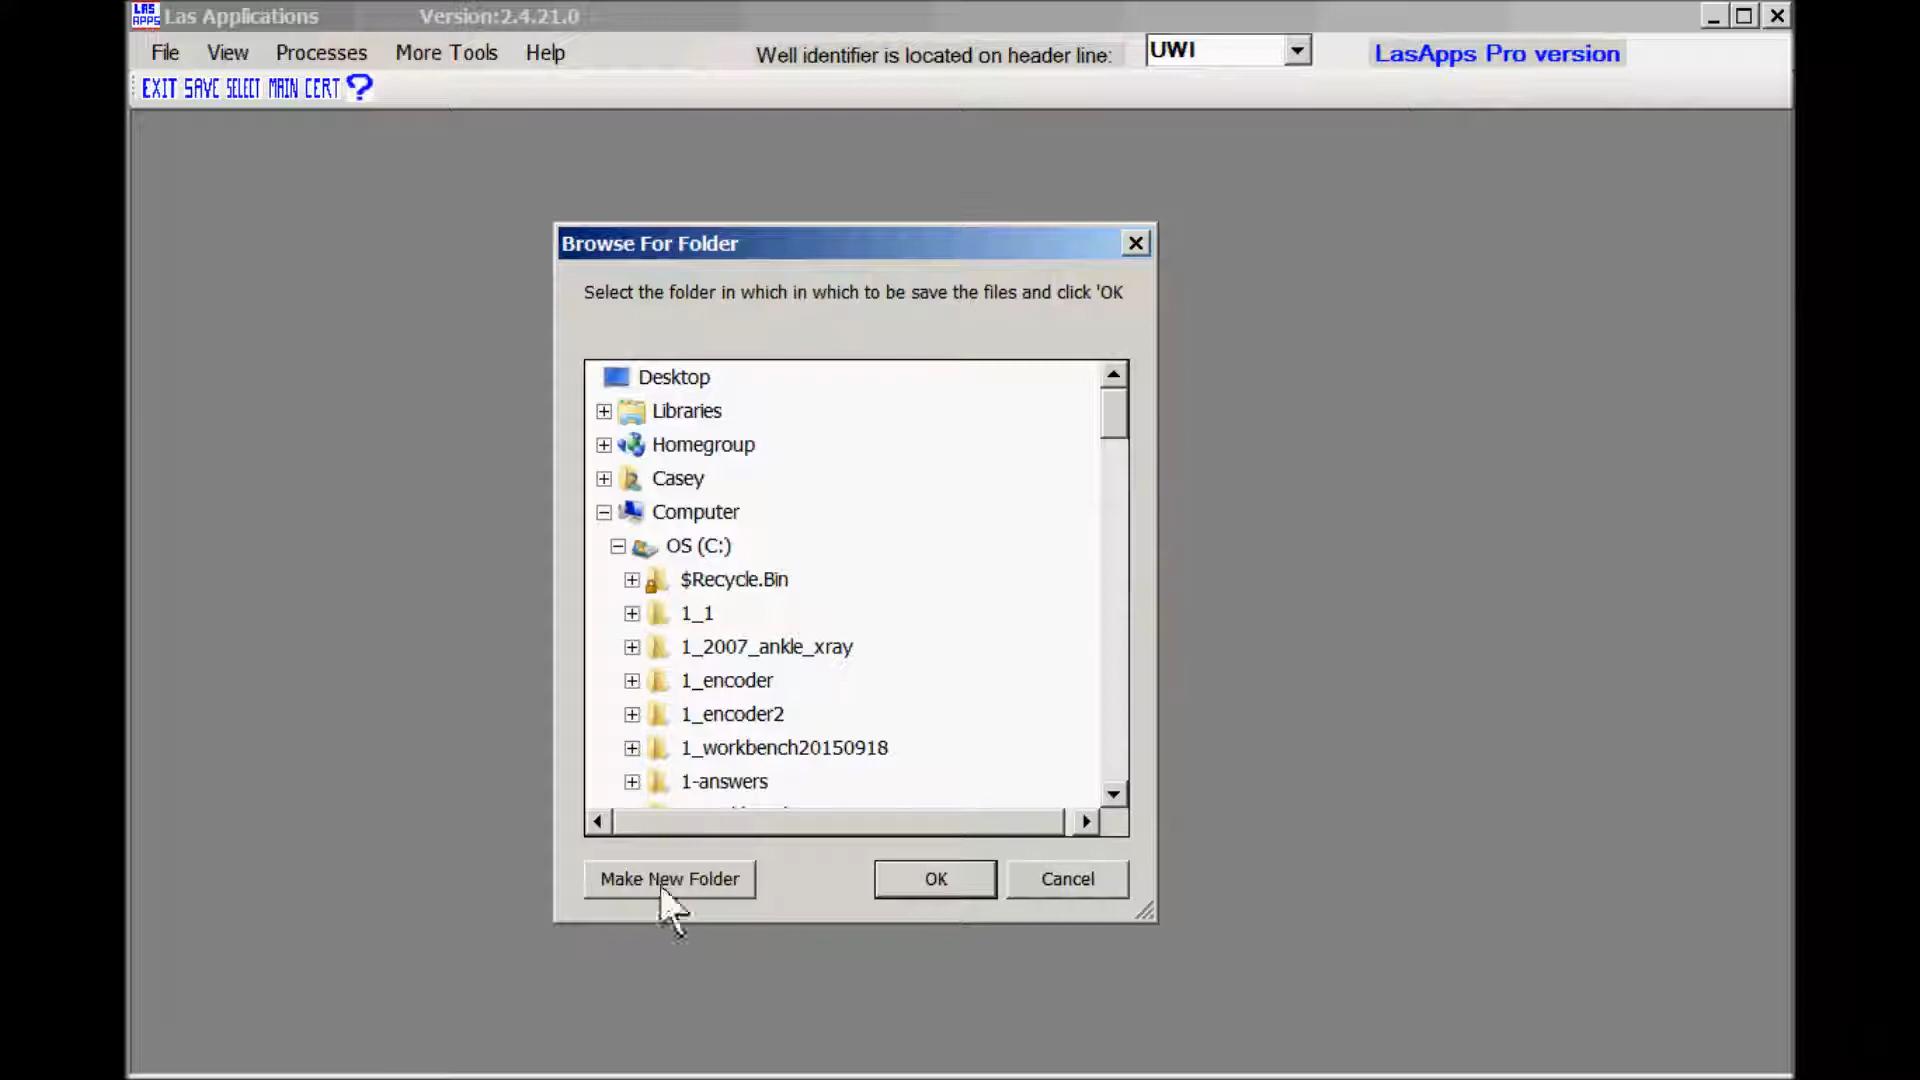 LAS APPS Las Applications Version:2.4.21.0
File View Processes More Tools Help Well identifier is located on header line: UWI LasApps Pro version
EXIT SAVE SELECT MAIN CERT ?
Browse For Folder
Select the folder in which in which to be save the files and click 'OK
Desktop
Libraries
Homegroup
Casey
Computer
OS (C:)
$Recycle.Bin
1_1
1_2007_ankle_xray
1_encoder
1_encoder2
1_workbench20150918
1-answers
Make New Folder OK Cancel